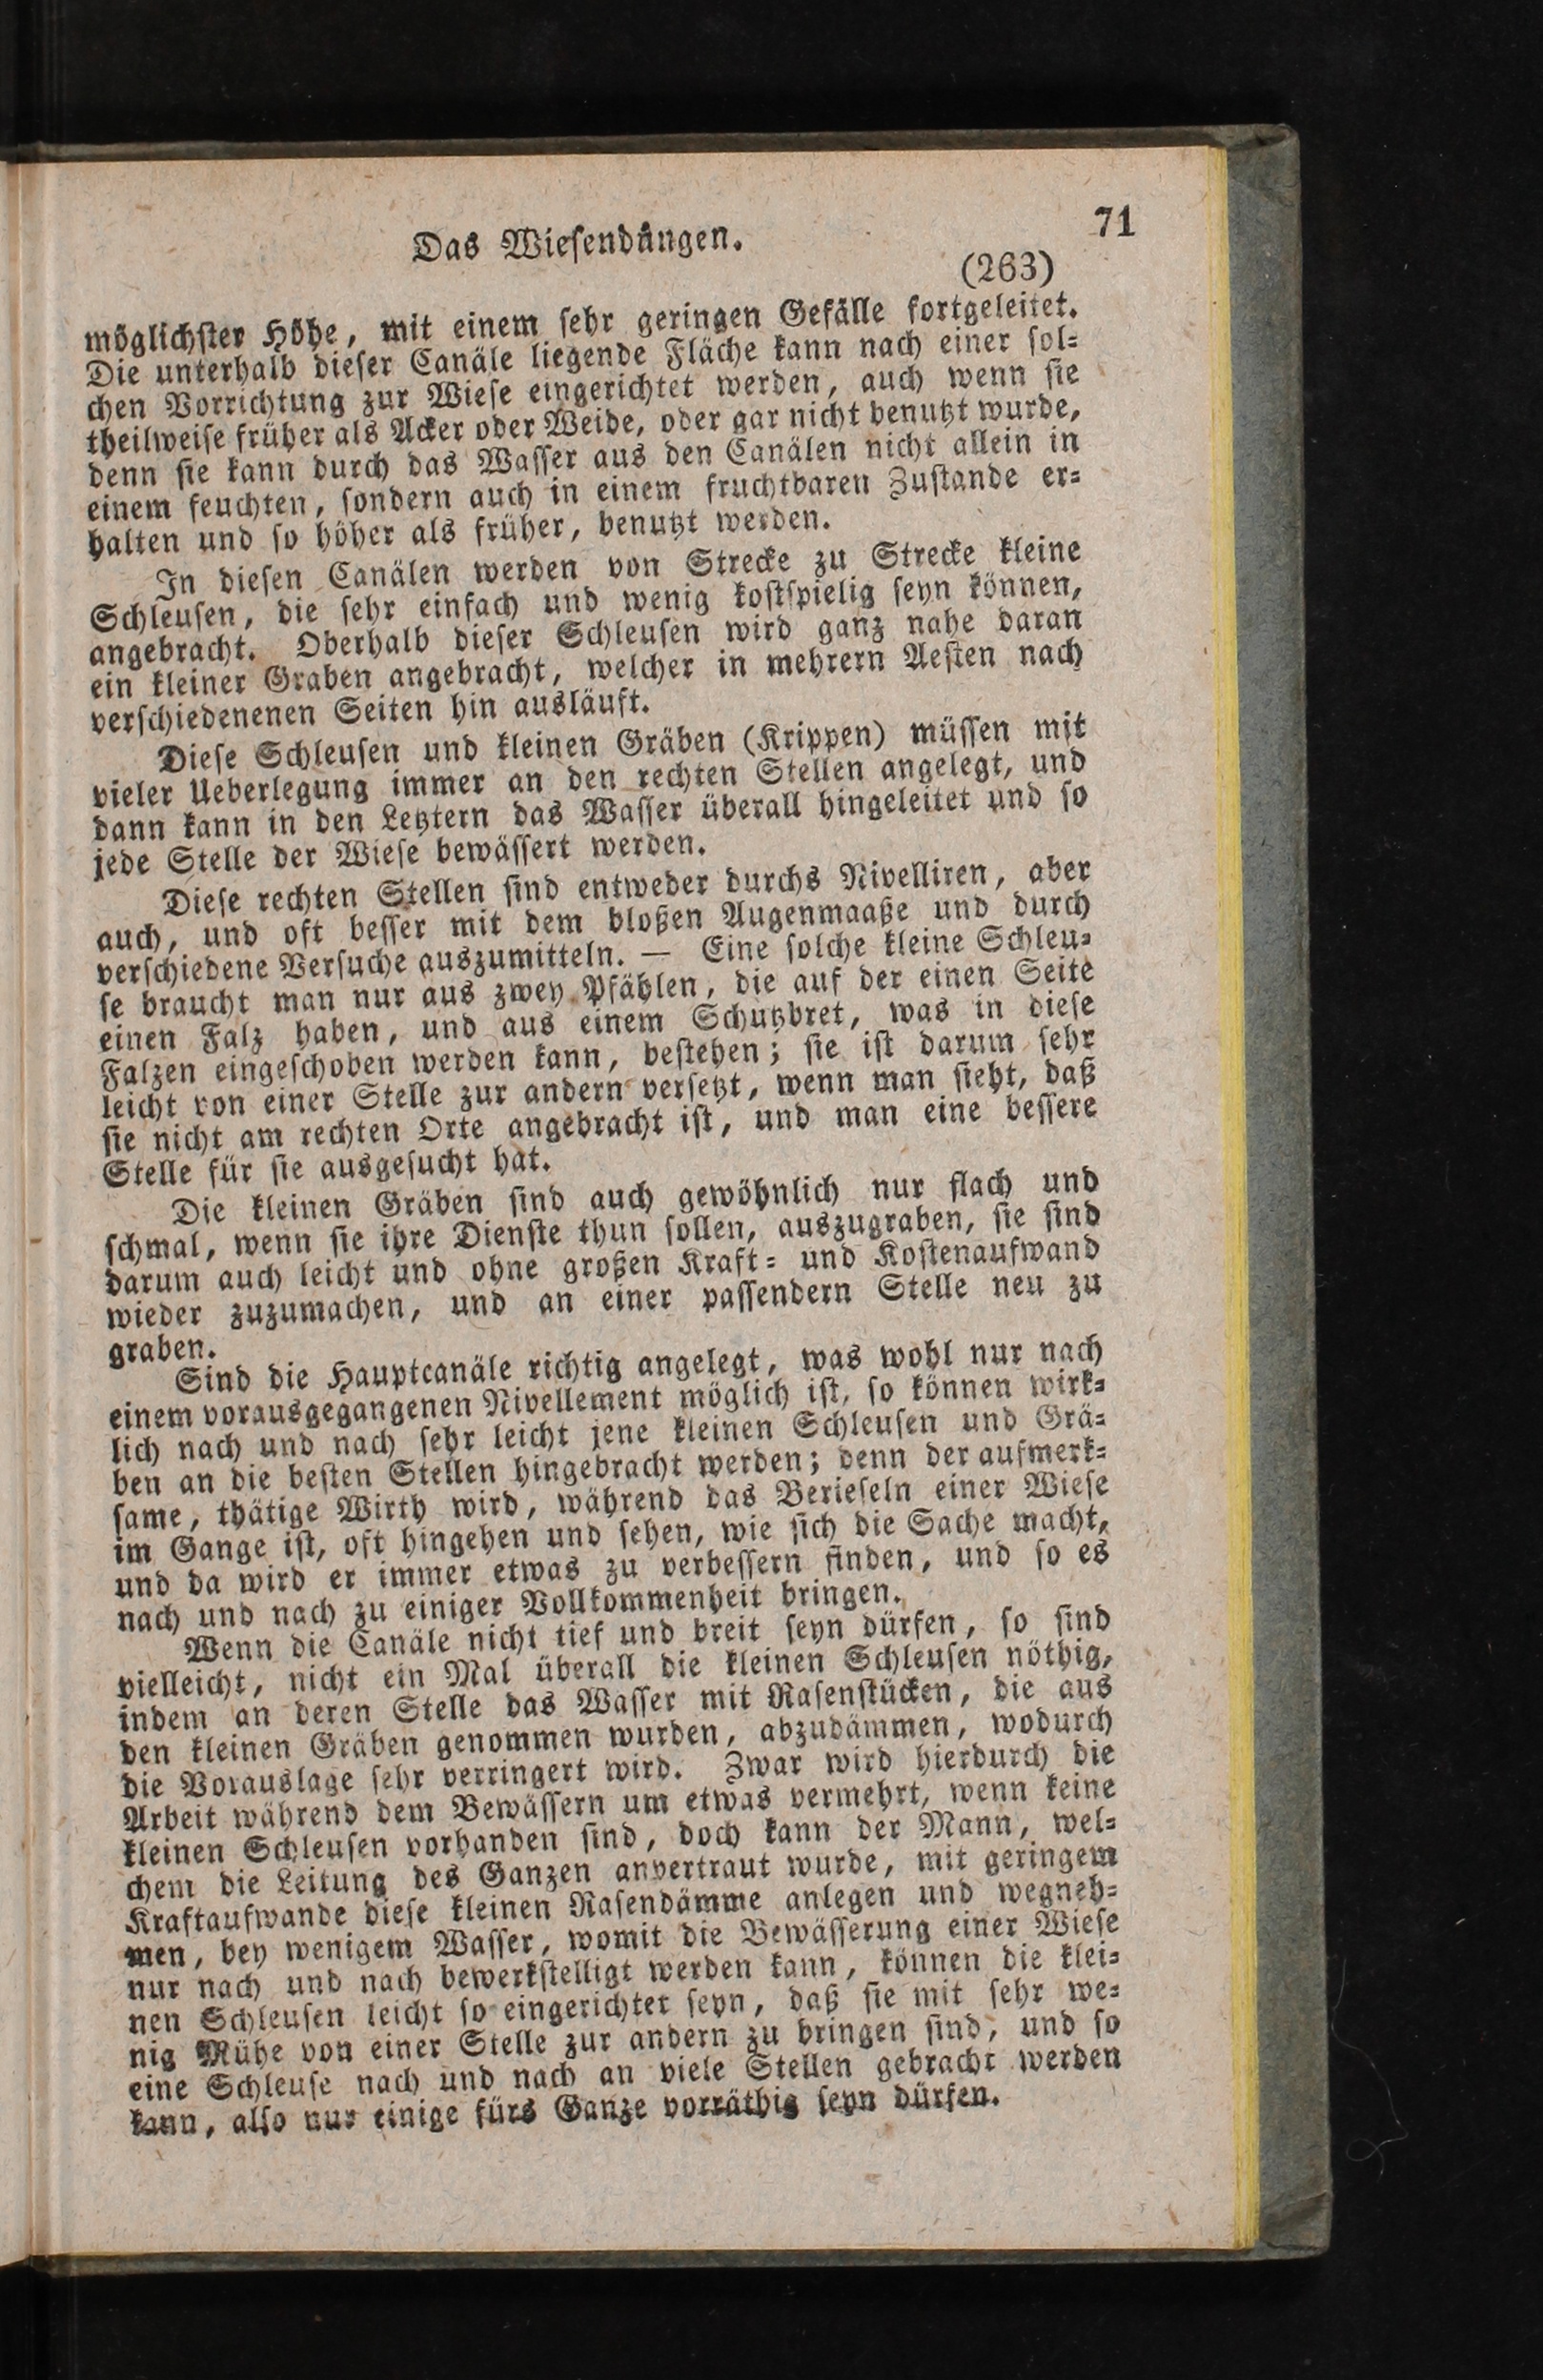 71
Das Wiesendüngen.
(263)
möglichster Höhe, mit einem sehr geringen Gefälle fortgeleitet.
Die unterhalb dieser Canäle liegende Fläche kann nach einer sol=
chen Vorrichtung zur Wiese eingerichtet werden, auch wenn sie
theilweise früher als Acker oder Weide, oder gar nicht benutzt wurde,
denn sie kann durch das Wasser aus den Canälen nicht allein in
einem feuchten, sondern auch in einem fruchtbaren Zustande er=
halten und so höher als früher, benutzt werden.
In diesen Canälen werden von Strecke zu Strecke kleine
Schleusen, die sehr einfach und wenig kostspielig seyn können,
angebracht. Oberhalb dieser Schleusen wird ganz nahe daran
ein kleiner Graben angebracht, welcher in mehrern Aesten nach
verschiedenenen Seiten hin ausläuft.
Diese Schleusen und kleinen Gräben (Krippen) müssen mit
vieler Ueberlegung immer an den rechten Stellen angelegt, und
dann kann in den Letztern das Wasser überall hingeleitet und so
jede Stelle der Wiese bewässert werden.
Diese rechten Stellen sind entweder durchs Nivelliren, aber
auch, und oft besser mit dem bloßen Augenmaaße und durch
verschiedene Versuche auszumitteln. — Eine solche kleine Schleu=
se braucht man nur aus zwey Pfählen, die auf der einen Seite
einen Falz haben, und aus einem Schutzbret, was in diese
Falzen eingeschoben werden kann, bestehen; sie ist darum sehr
leicht von einer Stelle zur andern versetzt, wenn man sieht, daß
sie nicht am rechten Orte angebracht ist, und man eine bessere
Stelle für sie ausgesucht hat.
Die kleinen Gräben sind auch gewöhnlich nur flach und
schmal, wenn sie ihre Dienste thun sollen, auszugraben, sie sind
darum auch leicht und ohne großen Kraft= und Kostenaufwand
wieder zuzumachen, und an einer passendern Stelle neu zu
graben.
Sind die Hauptcanäle richtig angelegt, was wohl nur nach
einem vorausgegangenen Nivellement möglich ist, so können wirk=
lich nach und nach sehr leicht jene kleinen Schleusen und Grä=
ben an die besten Stellen hingebracht werden; denn der aufmerk=
same, thätige Wirth wird, während das Berieseln einer Wiese
im Gange ist, oft hingehen und sehen, wie sich die Sache macht,
und da wird er immer etwas zu verbessern finden, und so es
nach und nach zu einiger Vollkommenheit bringen.
Wenn die Canäle nicht tief und breit seyn dürfen, so sind
vielleicht, nicht ein Mal überall die kleinen Schleusen nöthig,
indem an deren Stelle das Wasser mit Rasenstücken, die aus
den kleinen Gräben genommen wurden, abzudämmen, wodurch
die Vorauslage sehr verringert wird. Zwar wird hierdurch die
Arbeit während dem Bewässern um etwas vermehrt, wenn keine
kleinen Schleusen vorhanden sind, doch kann der Mann, wel=
chem die Leitung des Ganzen anvertraut wurde, mit geringem
Kraftaufwande diese kleinen Rasendämme anlegen und wegneh=
men, bey wenigem Wasser, womit die Bewässerung einer Wiese
nur nach und nach bewerkstelligt werden kann, können die klei=
nen Schleusen leicht so eingerichtet seyn, daß sie mit sehr we=
nig Mühe von einer Stelle zur andern zu bringen sind, und so
eine Schleuse nach und nach an viele Stellen gebracht werden
kann, also nur einige fürs Ganze vorräthig seyn dürfen.